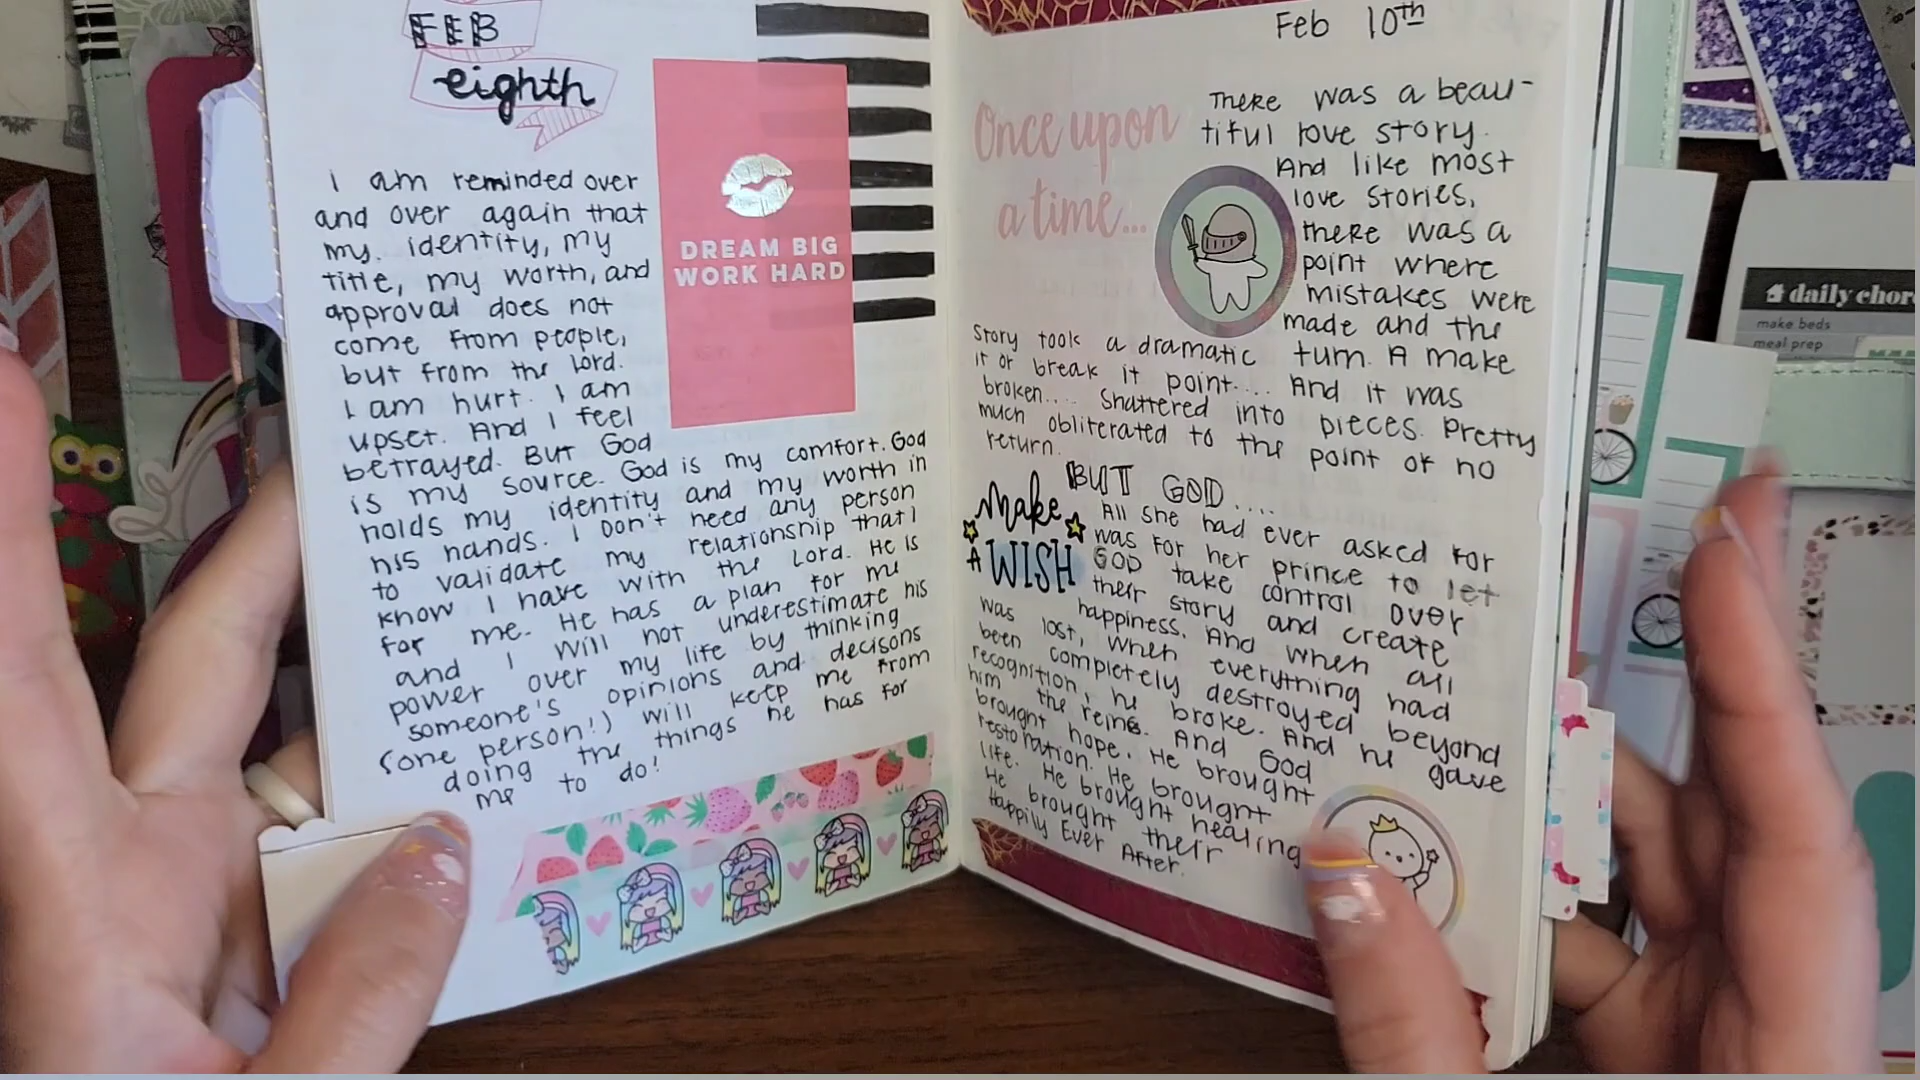 FEB
eighth
I am reminded over
and over again that
my identity, my
title, my worth, and
approval does not
come from people,
but from the Lord.
I am hurt. I am
upset. And I feel
betrayed. But God
is my source. God is my comfort. God
holds my identity and my worth in
his hands. I don't need any person
to validate my relationship that I
know I have with the Lord. He is
for me. He has a plan for me
and I will not underestimate his
power over my life by thinking
someone's opinions and decisons
(one person!) will keep me from
doing the things he has for
me to do!
DREAM BIG
WORK HARD
Feb 10th
Once upon
a time...
There was a beau-
tiful love story.
And like most
love stories,
there was a
point where
mistakes were
made and the
story took a dramatic turn. A make
it or break it point.... And it was
broken.... Shattered into pieces. Pretty
much obliterated to the point of no
return.
BUT GOD....
Make
A WISH
All she had ever asked for
was for her prince to let
GOD take control over
their story and create
happiness. And when all
was lost, when everything had
been completely destroyed beyond
recognition, he broke. And he gave
him the reins. And God
brought hope. He brought
restoration. He brought
life. He brought healing
He brought their
Happily Ever After.
daily chor
make beds
meal prep